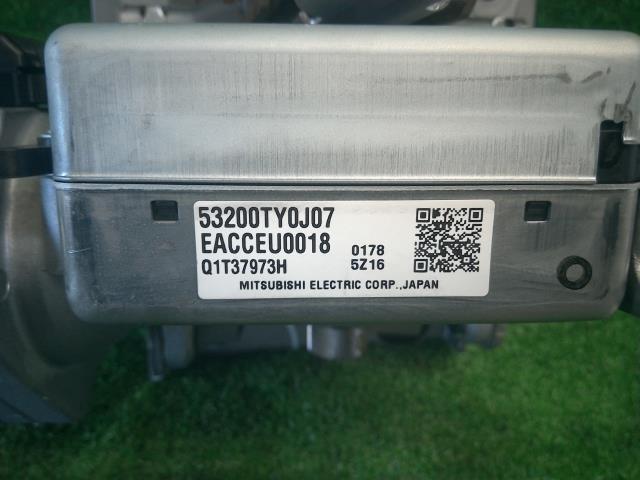 53200TY0J07
EACCEU0018 0178
Q1T37973H 5Z16
MITSUBISHI ELECTRIC CORP.,JAPAN